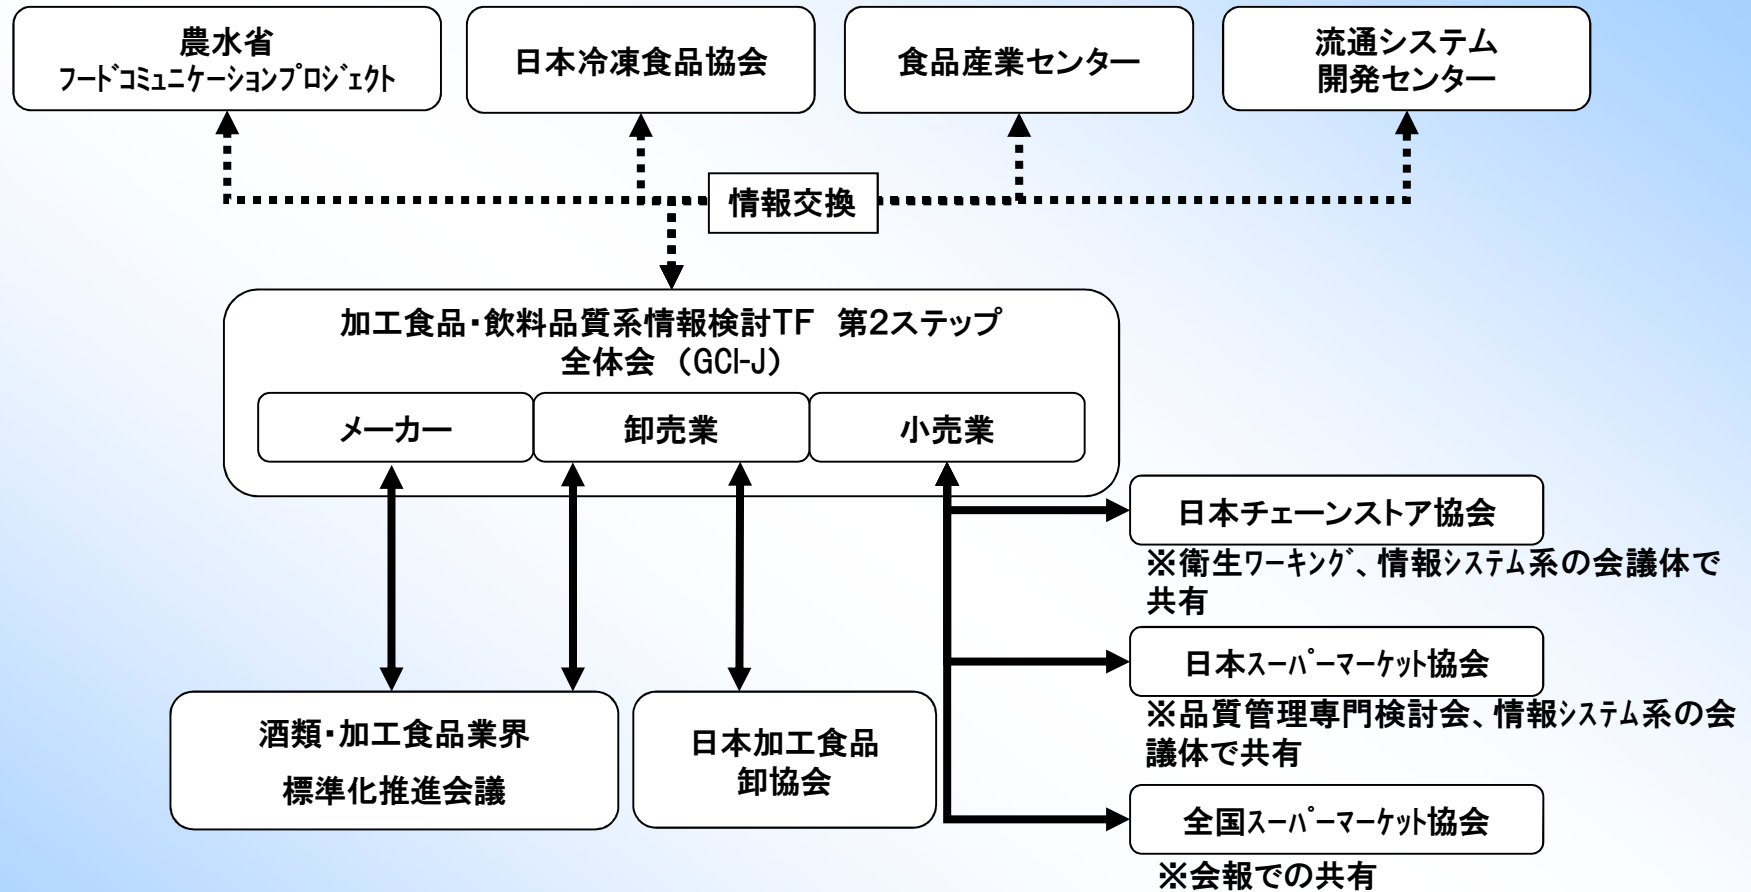 農水省
ﾌｰﾄﾞｺﾐｭﾆｹｰｼｮﾝﾌﾟﾛｼﾞｪｸﾄ
日本冷凍食品協会
食品産業センター
流通システム
開発センター
情報交換
加工食品・飲料品質系情報検討TF　第2ステップ
全体会　（GCI-J）
メーカー
卸売業
小売業
日本チェーンストア協会
※衛生ﾜｰｷﾝｸﾞ、情報ｼｽﾃﾑ系の会議体で
共有
日本ｽｰﾊﾟｰﾏｰｹｯﾄ協会
※品質管理専門検討会、情報ｼｽﾃﾑ系の会
議体で共有
全国ｽｰﾊﾟｰﾏｰｹｯﾄ協会
※会報での共有
酒類・加工食品業界
標準化推進会議
日本加工食品
卸協会